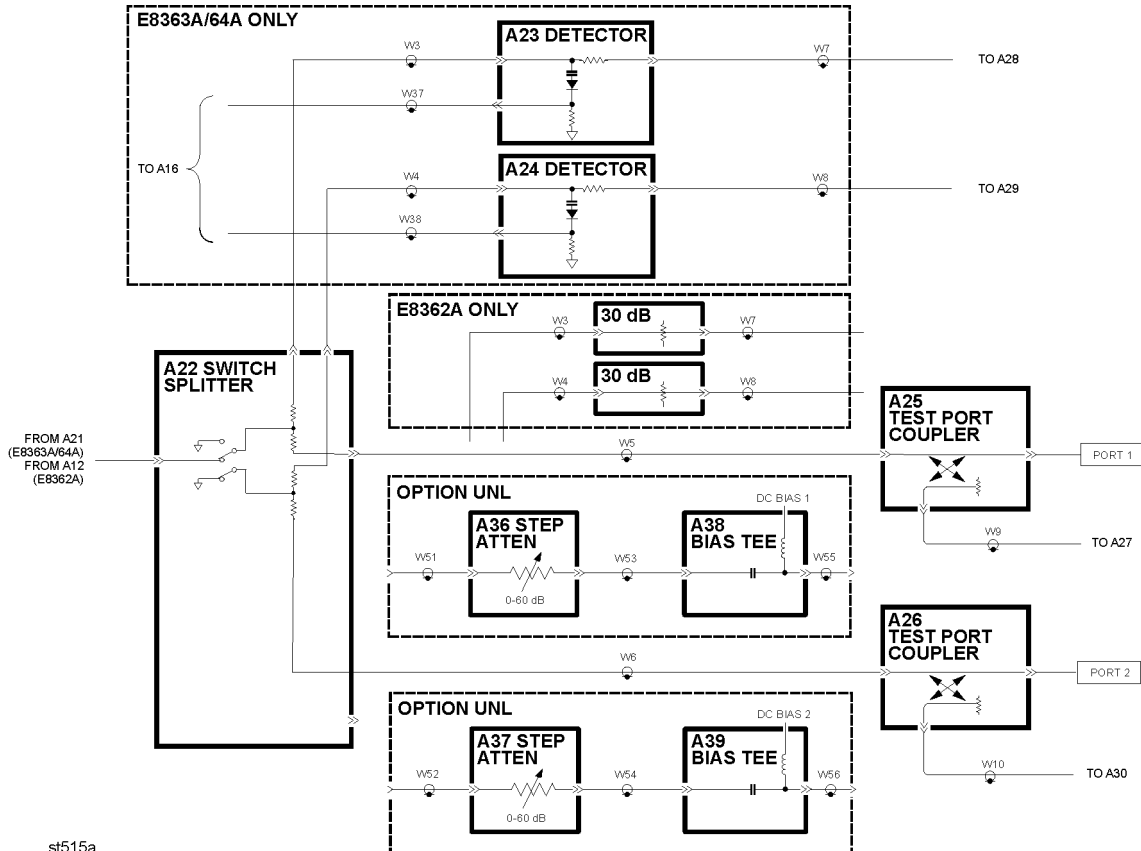 E8363A/64A ONLY
A23 DETECTOR
W3
W7
TO A28
W37
TO A16
A24 DETECTOR
W4
W8
TO A29
W38
E8362A ONLY
30 dB
W3
W7
30 dB
W4
W8
A22 SWITCH
SPLITTER
FROM A21
(E8363A/64A)
FROM A12
(E8362A)
A25
TEST PORT
COUPLER
W5
PORT 1
OPTION UNL
A36 STEP
ATTEN
DC BIAS 1
A38
BIAS TEE
W9
TO A27
W51
W53
W55
0-60 dB
A26
TEST PORT
COUPLER
W6
PORT 2
OPTION UNL
A37 STEP
ATTEN
DC BIAS 2
A39
BIAS TEE
W10
TO A30
W52
W54
W56
0-60 dB
st515a